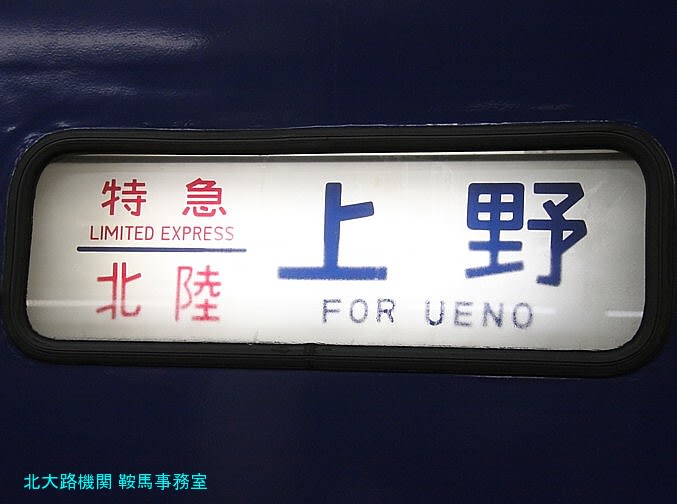 特急
LIMITED EXPRESS
北陸
上野
FOR UENO
北大路機関 鞍馬事務室